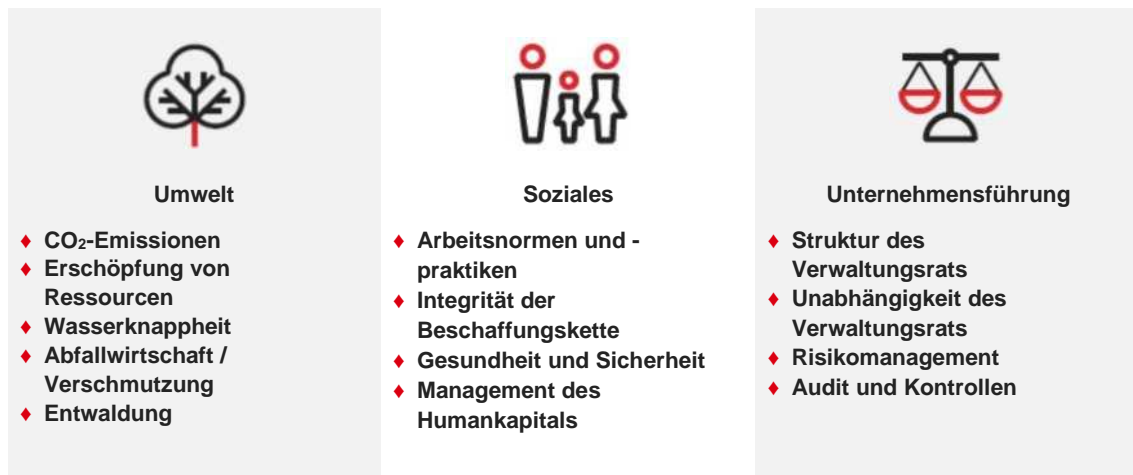 Umwelt
♦ CO₂-Emissionen
♦ Erschöpfung von
Ressourcen
♦ Wasserknappheit
♦ Abfallwirtschaft /
Verschmutzung
♦ Entwaldung
Soziales
♦ Arbeitsnormen und -
praktiken
♦ Integrität der
Beschaffungskette
♦ Gesundheit und Sicherheit
♦ Management des
Humankapitals
Unternehmensführung
♦ Struktur des
Verwaltungsrats
♦ Unabhängigkeit des
Verwaltungsrats
♦ Risikomanagement
♦ Audit und Kontrollen